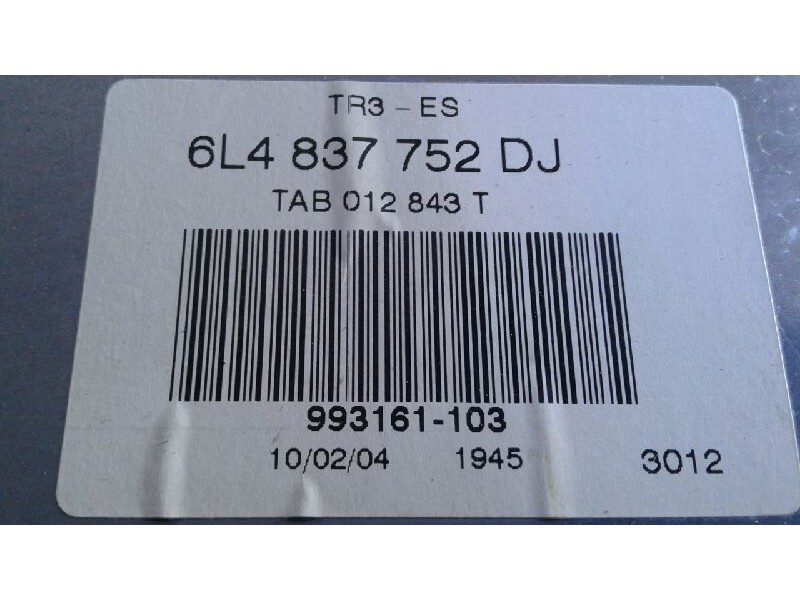 TR3 - ES
6L4 837 752 DJ
TAB 012 843 T
993161-103
10/02/04 1945 3012